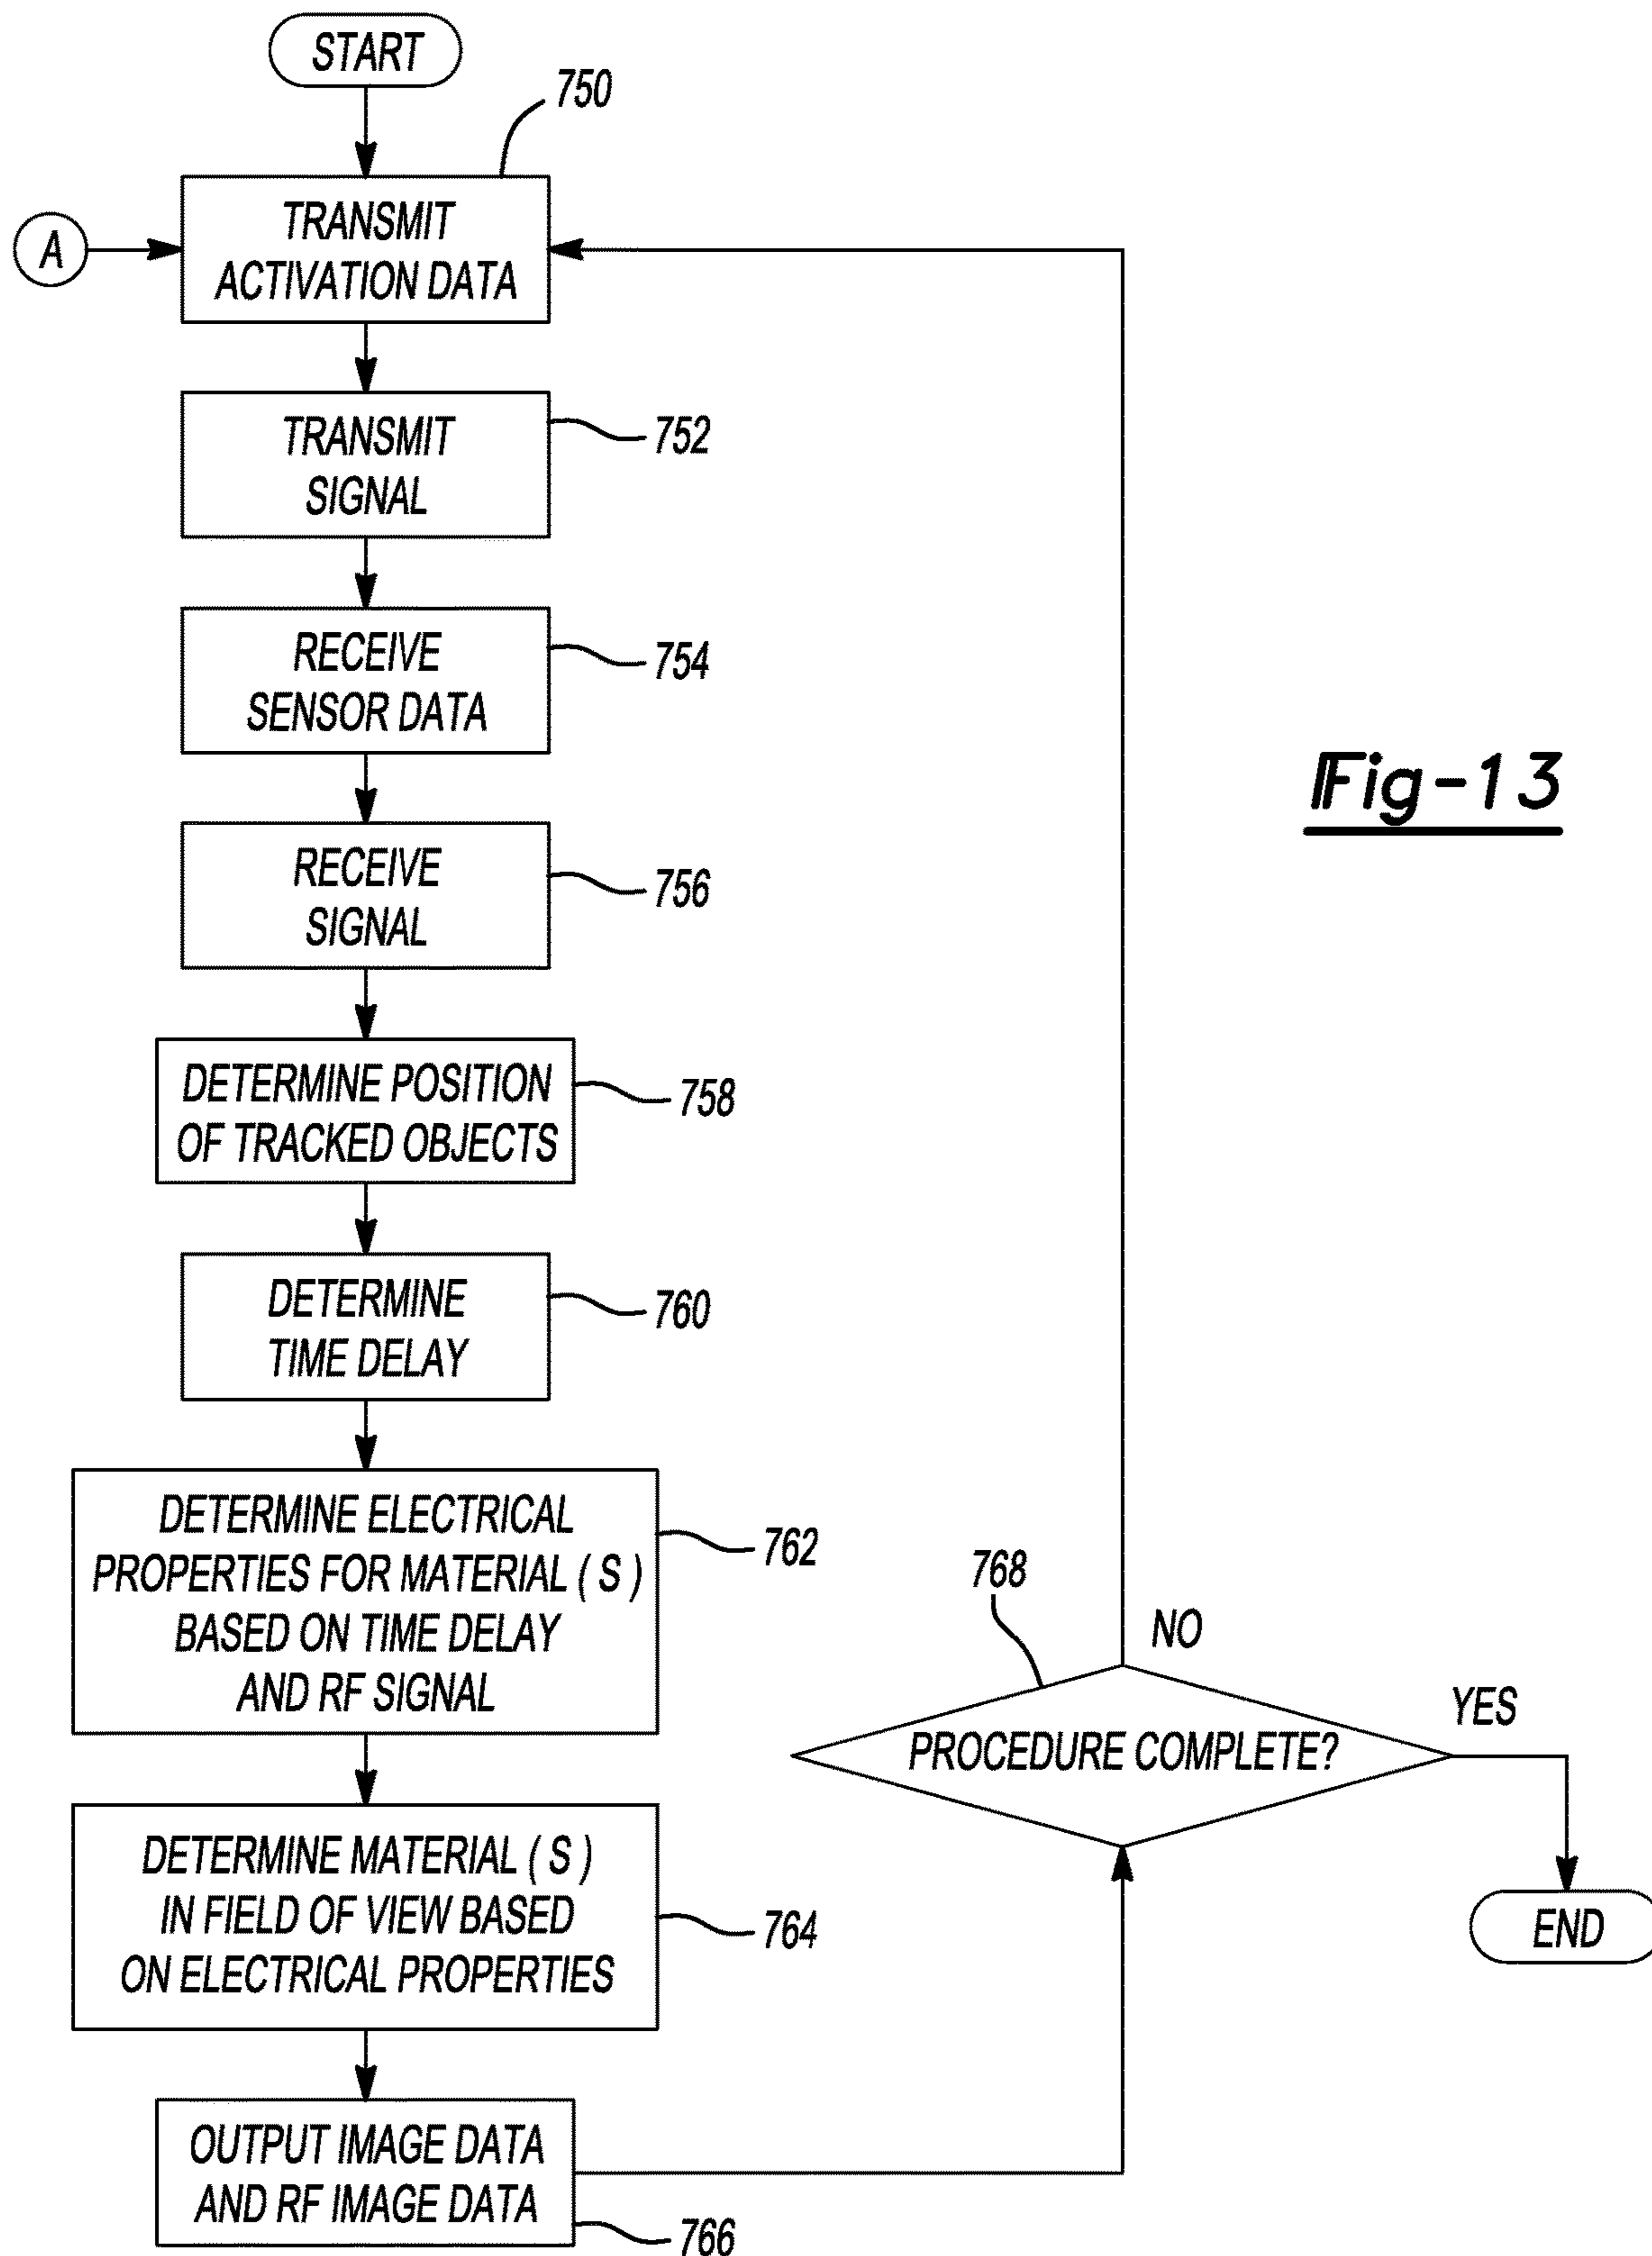 START
750
TRANSMIT
ACTIVATION DATA
A
TRANSMIT
SIGNAL
752
RECEIVE
SENSOR DATA
754
RECEIVE
SIGNAL
756
Fig-13
DETERMINE POSITION
OF TRACKED OBJECTS
758
DETERMINE
TIME DELAY
760
DETERMINE ELECTRICAL
PROPERTIES FOR MATERIAL ( S )
BASED ON TIME DELAY
AND RF SIGNAL
762
DETERMINE MATERIAL ( S )
IN FIELD OF VIEW BASED
ON ELECTRICAL PROPERTIES
764
OUTPUT IMAGE DATA
AND RF IMAGE DATA
766
768
NO
YES
PROCEDURE COMPLETE?
END